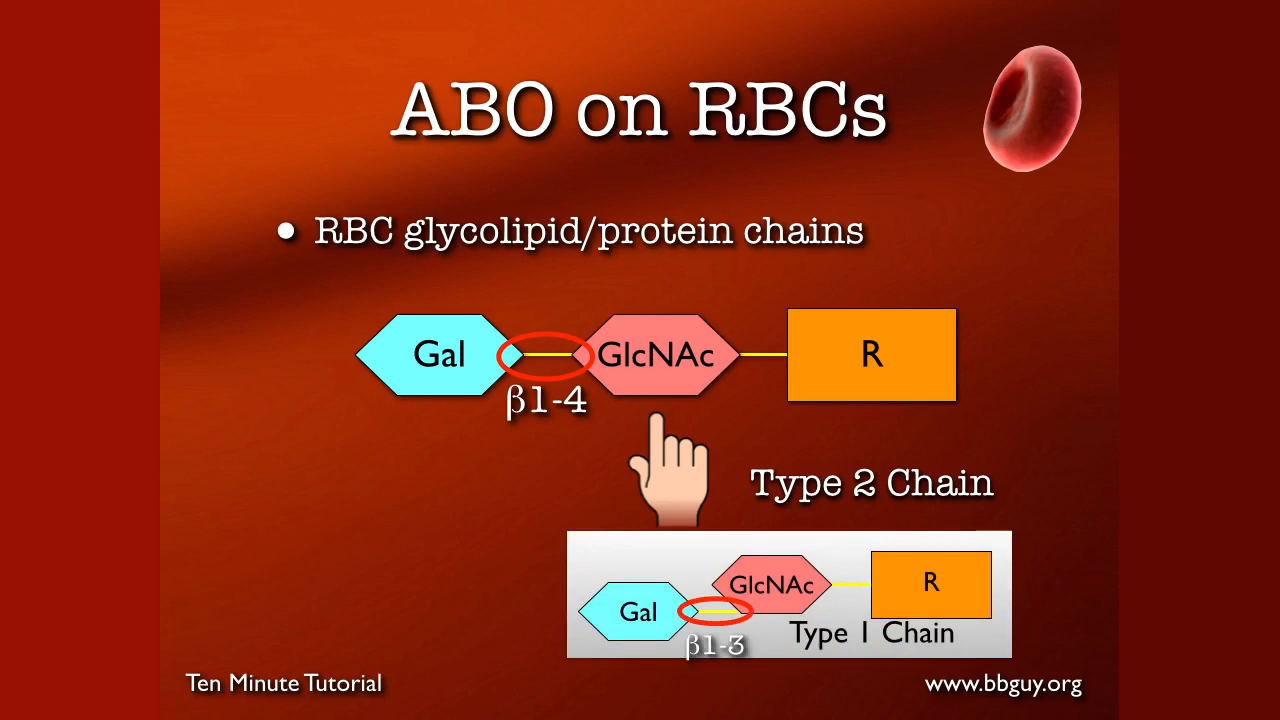 ABO on RBCs
• RBC glycolipid/protein chains
Gal GlcNAc R
β1-4
Type 2 Chain
GlcNAc R
Gal
Type 1 Chain
β1-3
Ten Minute Tutorial www.bbguy.org